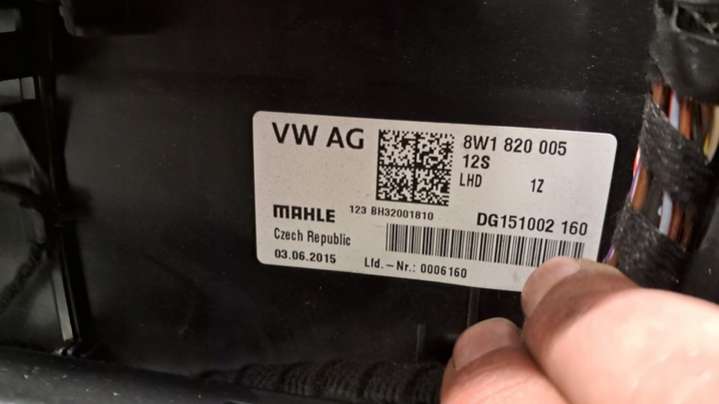 VW AG
8W1 820 005
12S
LHD 1Z
MAHLE 123 BH32001810 DG151002 160
Czech Republic
03.06.2015 Lfd.-Nr.: 0006160